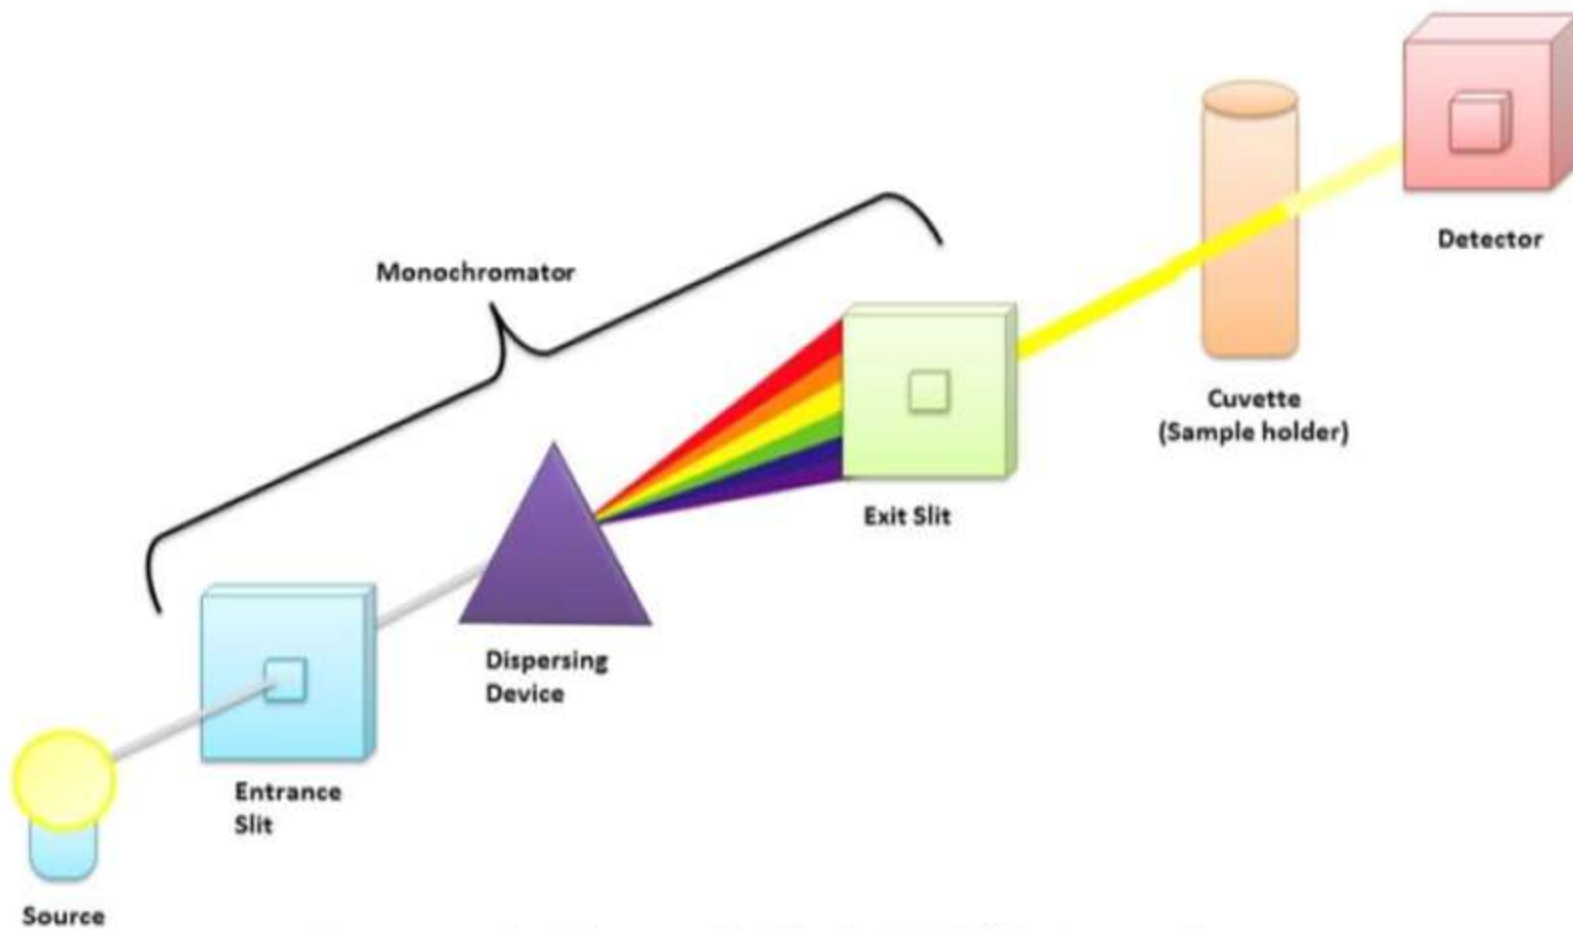 Monochromator
Detector
Cuvette
(Sample holder)
Exit Slit
Dispersing
Device
Entrance
Slit
Source